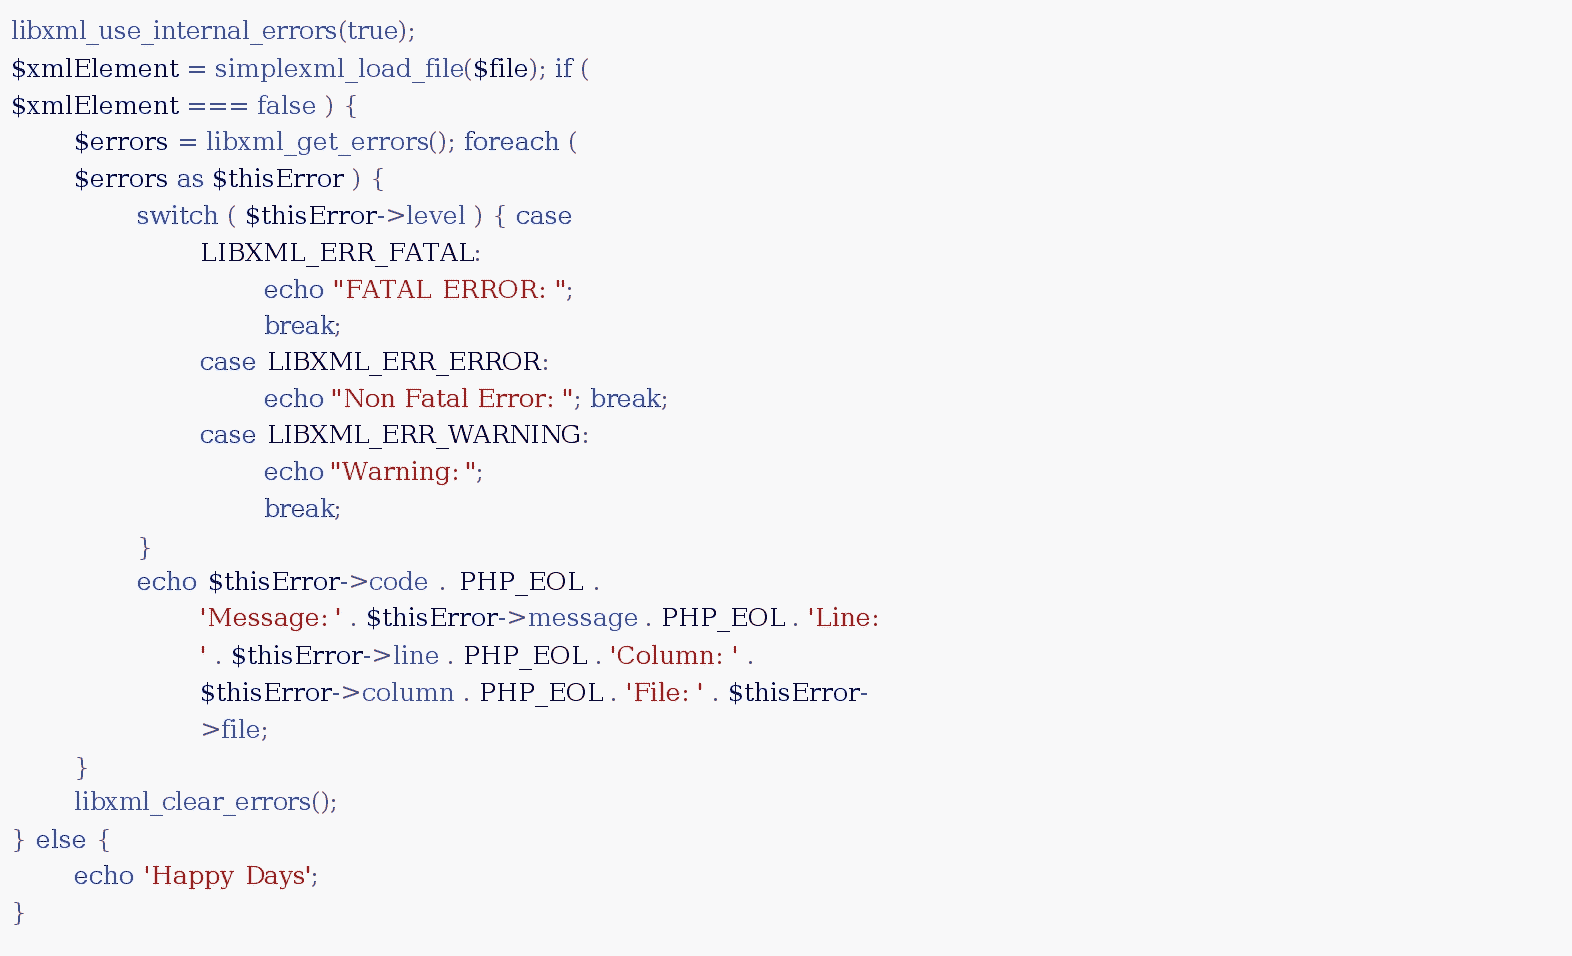 libxml_use_internal_errors(true);
$xmlElement = simplexml_load_file($file); if (
$xmlElement === false ) {
$errors = libxml_get_errors(); foreach (
$errors as $thisError ) {
switch ( $thisError->level ) { case
LIBXML_ERR_FATAL:
echo "FATAL ERROR: ";
break;
case LIBXML_ERR_ERROR:
echo "Non Fatal Error: "; break;
case LIBXML_ERR_WARNING:
echo "Warning: ";
break;
}
echo $thisError->code . PHP_EOL .
'Message: ' . $thisError->message . PHP_EOL . 'Line:
' . $thisError->line . PHP_EOL . 'Column: ' .
$thisError->column . PHP_EOL . 'File: ' . $thisError-
>file;
}
libxml_clear_errors();
} else {
echo 'Happy Days';
}